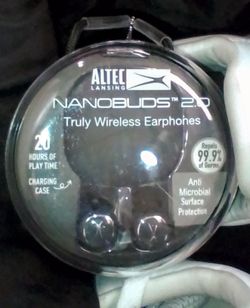 ALTEC
LANSING
NANOBUDS™ 2.0
Truly Wireless Earphones
20
HOURS OF
PLAY TIME*
CHARGING
CASE
Repels
99.9%
of Germs
Anti
Microbial
Surface
Protection